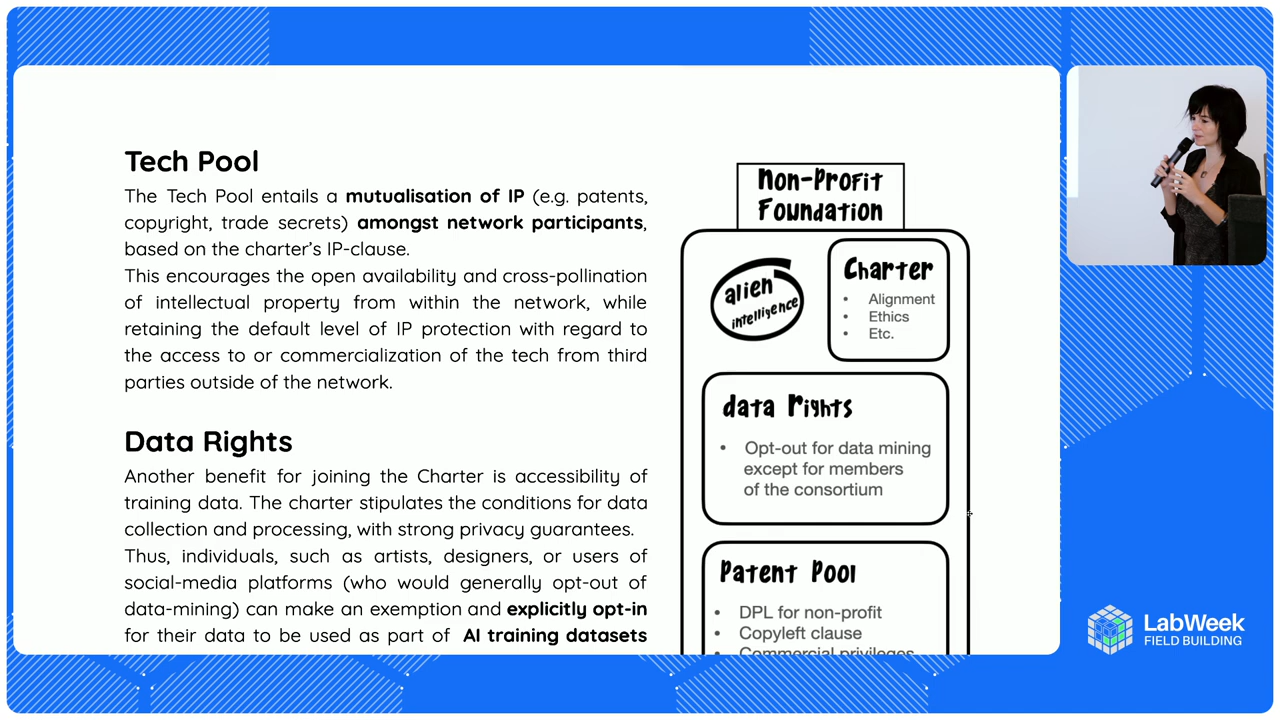 Tech Pool
The Tech Pool entails a mutualisation of IP (e.g. patents,
copyright, trade secrets) amongst network participants,
based on the charter's IP-clause.
This encourages the open availability and cross-pollination
of intellectual property from within the network, while
retaining the default level of IP protection with regard to
the access to or commercialization of the tech from third
parties outside of the network.
Data Rights
Another benefit for joining the Charter is accessibility of
training data. The charter stipulates the conditions for data
collection and processing, with strong privacy guarantees.
Thus, individuals, such as artists, designers, or users of
social-media platforms (who would generally opt-out of
data-mining) can make an exemption and explicitly opt-in
for their data to be used as part of AI training datasets
Non-Profit
Foundation
alien
intelligence
Charter
• Alignment
• Ethics
• Etc.
data Rights
• Opt-out for data mining
except for members
of the consortium
Patent Pool
• DPL for non-profit
• Copyleft clause
Commercial privileges
LabWeek
FIELD BUILDING